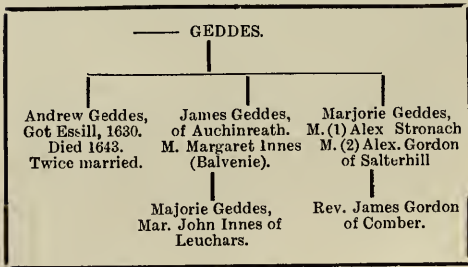 —— GEDDES.
Andrew Geddes,
Got Essill, 1630.
Died 1643.
Twice married.
James Geddes,
of Auchinreath.
M. Margaret Innes
(Balvenie).
Marjorie Geddes,
M. (1) Alex Stronach
M. (2) Alex. Gordon
of Salterhill
Majorie Geddes,
Mar. John Innes of
Leuchars.
Rev. James Gordon
of Comber.